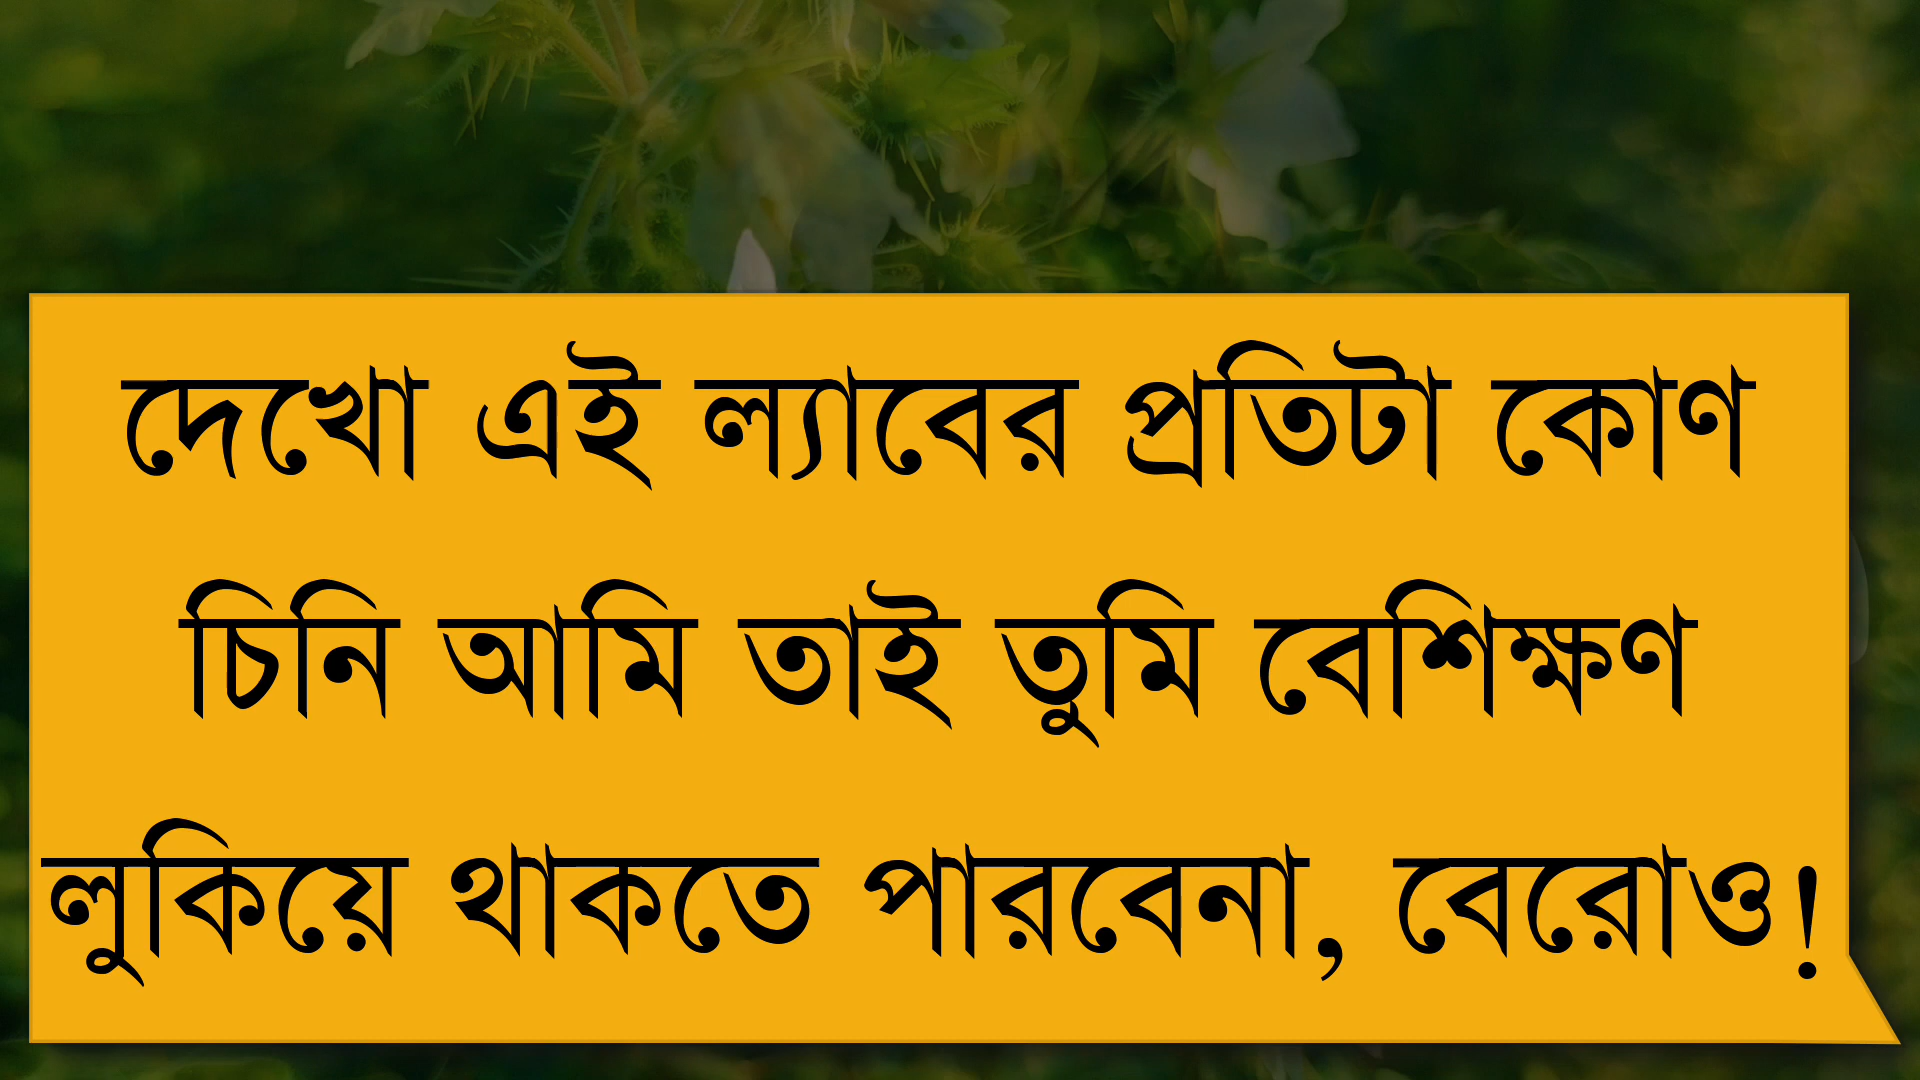 দেখো এই ল্যাবের প্রতিটা কোণ
চিনি আমি তাই তুমি বেশিক্ষণ
লুকিয়ে থাকতে পারবেনা, বেরোও!